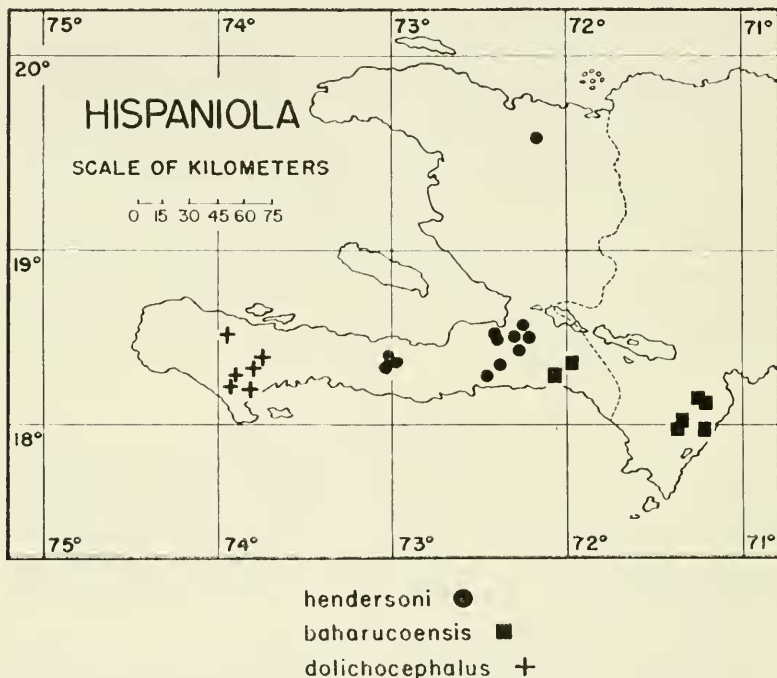 75° 74° 73° 72° 71°
20°
HISPANIOLA
SCALE OF KILOMETERS
0 15 30 45 60 75
19°
18°
75° 74° 73° 72° 71°
hendersoni
baharucoensis
dolichocephalus